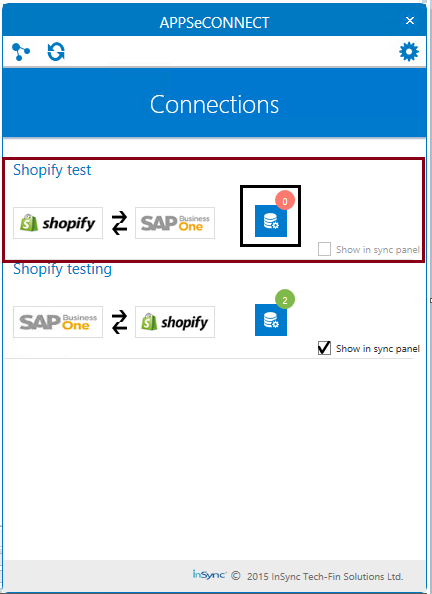 APPSeCONNECT
Connections
Shopify test
shopify
SAP Business One
0
Show in sync panel
Shopify testing
SAP Business One
shopify
2
Show in sync panel
inSync © 2015 InSync Tech-Fin Solutions Ltd.